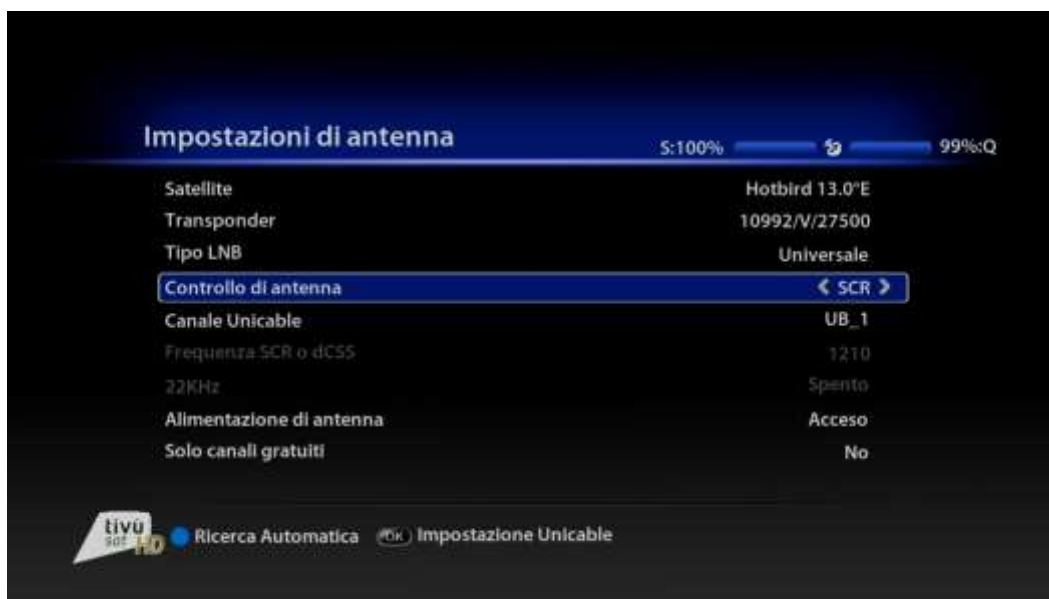 Impostazioni di antenna
S:100% 99%:Q
Satellite Hotbird 13.0°E
Transponder 10992/V/27500
Tipo LNB Universale
Controllo di antenna SCR
Canale Unicable UB_1
Frequenza SCR o dCSS 1210
22KHz Spento
Alimentazione di antenna Acceso
Solo canali gratuiti No
tivù
sat HD
Ricerca Automatica OK Impostazione Unicable